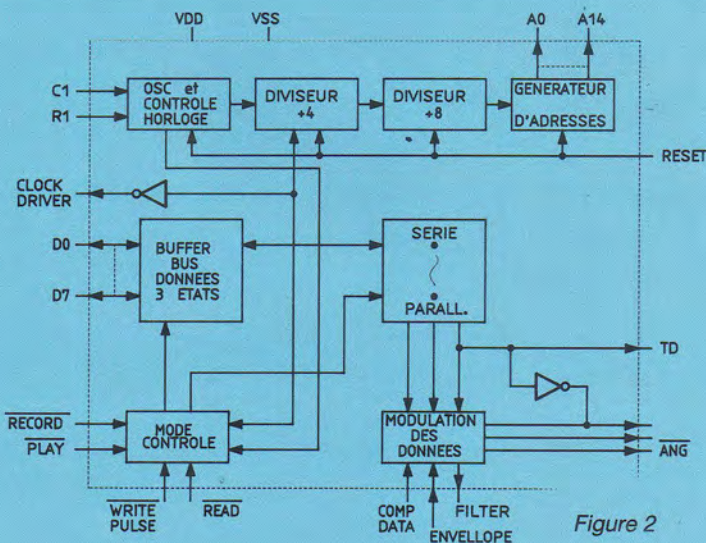 VDD
VSS
A0
A14
C1
R1
OSC et
CONTROLE
HORLOGE
DIVISEUR
÷4
DIVISEUR
÷8
GENERATEUR
D'ADRESSES
RESET
CLOCK
DRIVER
D0
D7
BUFFER
BUS
DONNEES
3 ETATS
SERIE
PARALL.
TD
RECORD
PLAY
MODE
CONTROLE
MODULATION
DES
DONNEES
ANG
WRITE
PULSE
READ
COMP
DATA
ENVELOPPE
FILTER
Figure 2